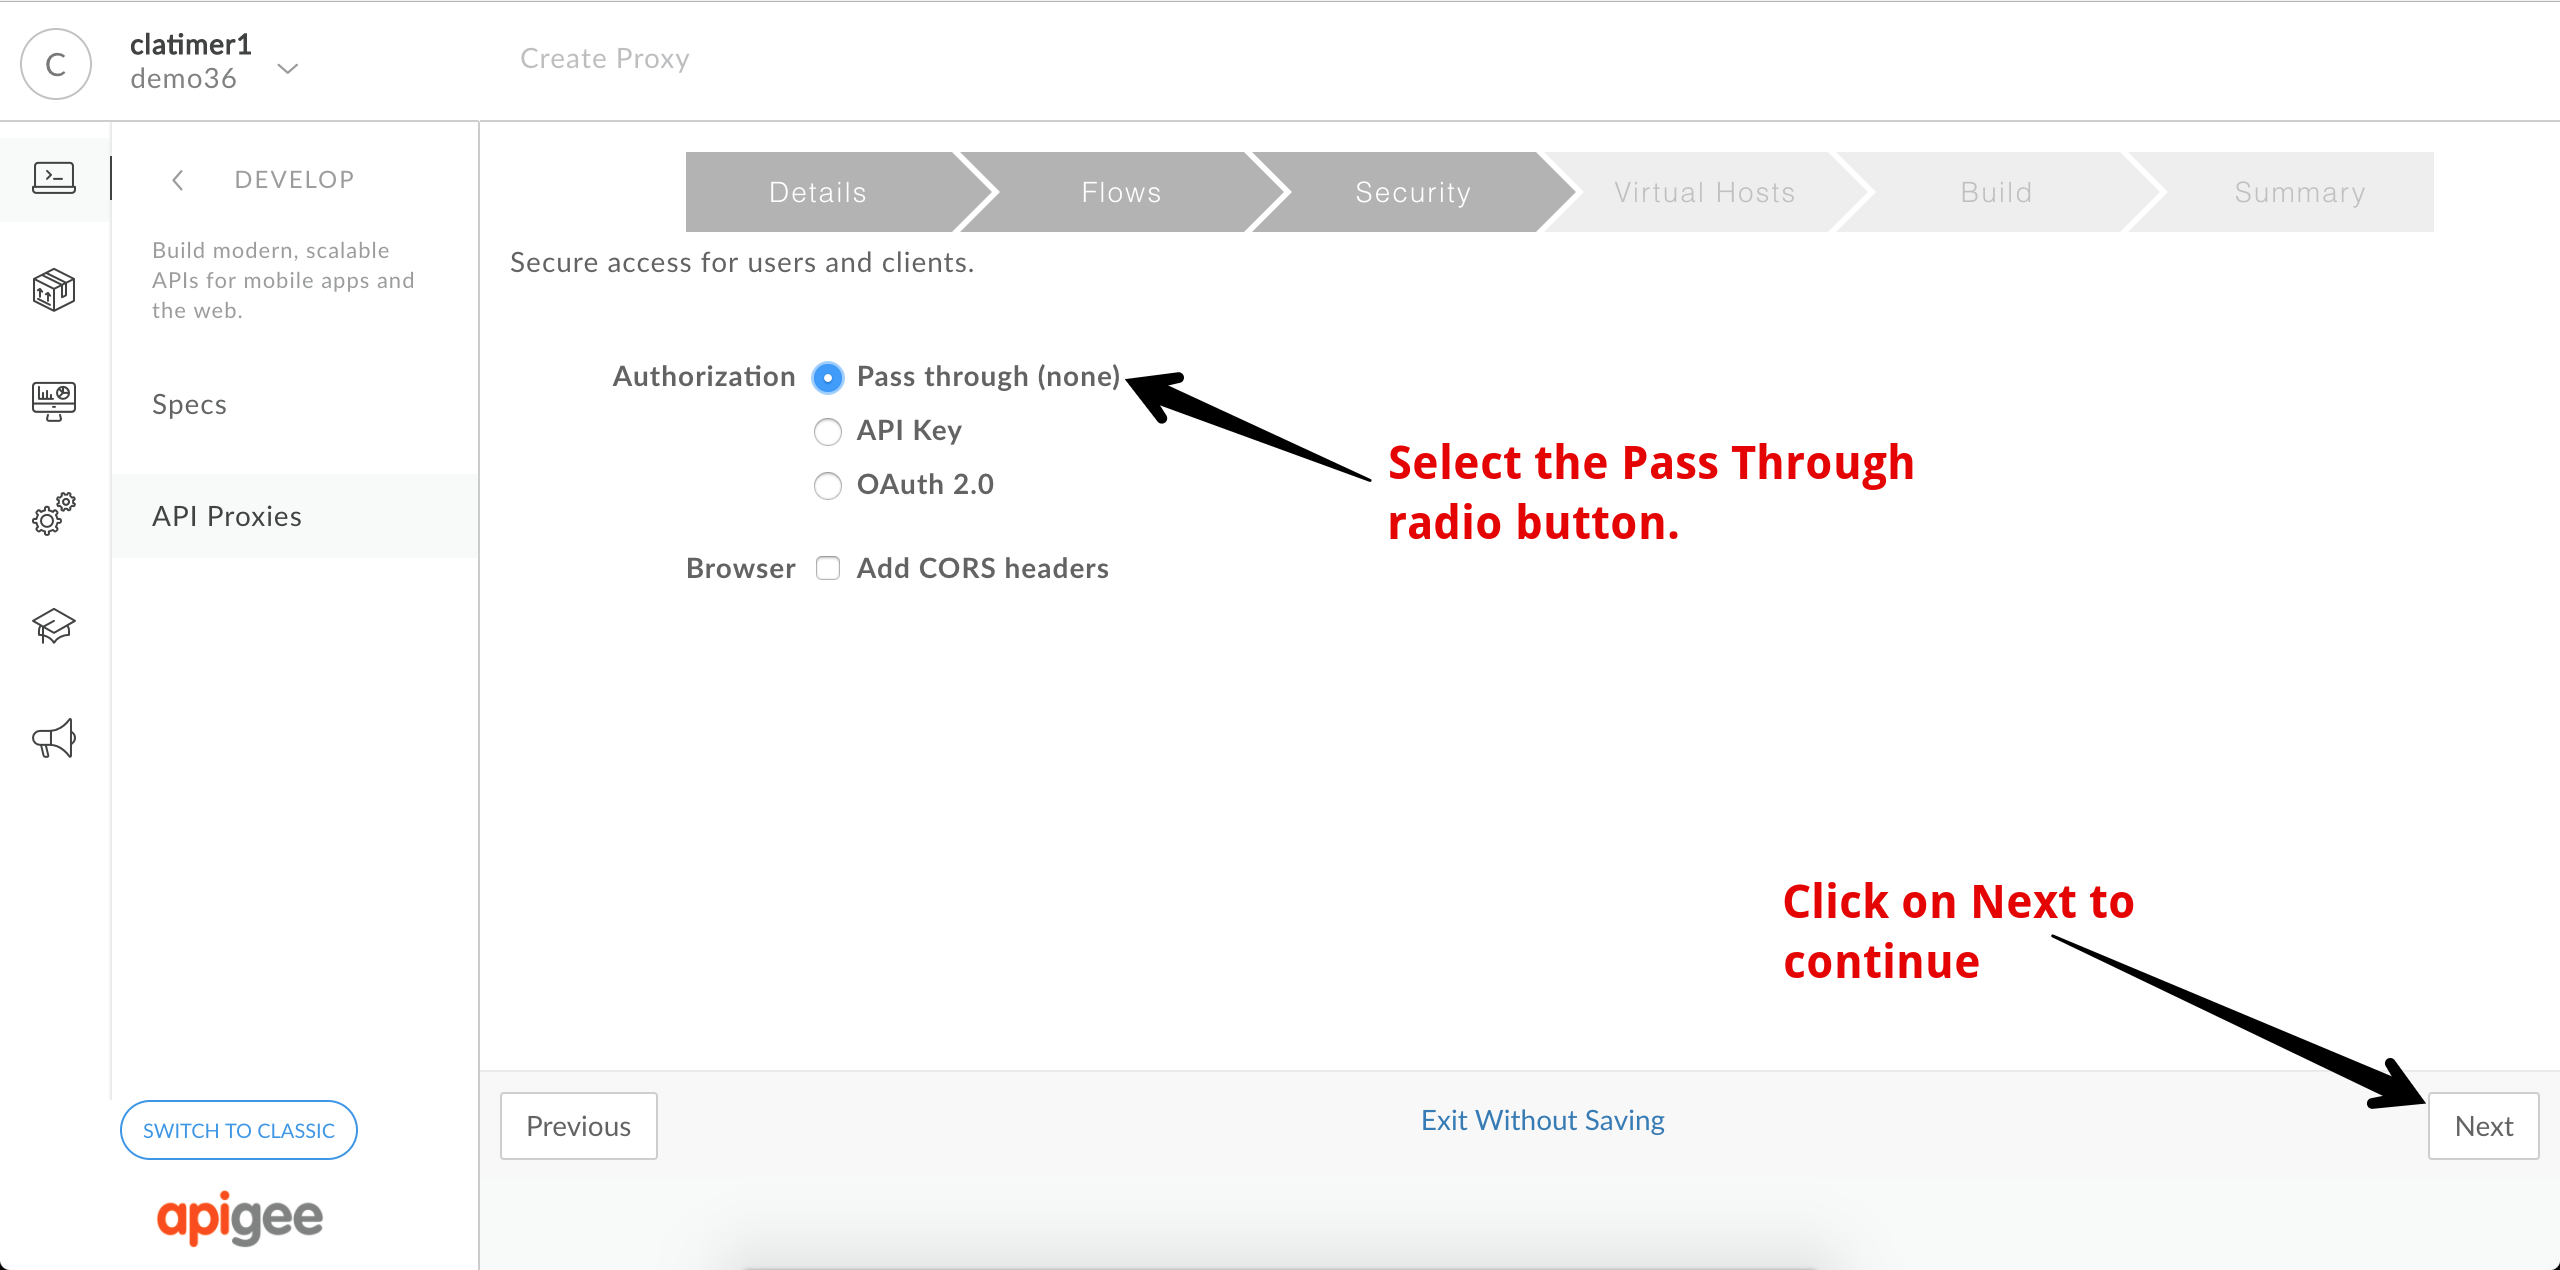 C
clatimer1
demo36
Create Proxy
DEVELOP
Build modern, scalable
APIs for mobile apps and
the web.
Specs
API Proxies
SWITCH TO CLASSIC
apigee
Details
Flows
Security
Virtual Hosts
Build
Summary
Secure access for users and clients.
Authorization
Pass through (none)
API Key
OAuth 2.0
Browser
Add CORS headers
Select the Pass Through
radio button.
Click on Next to
continue
Previous
Exit Without Saving
Next